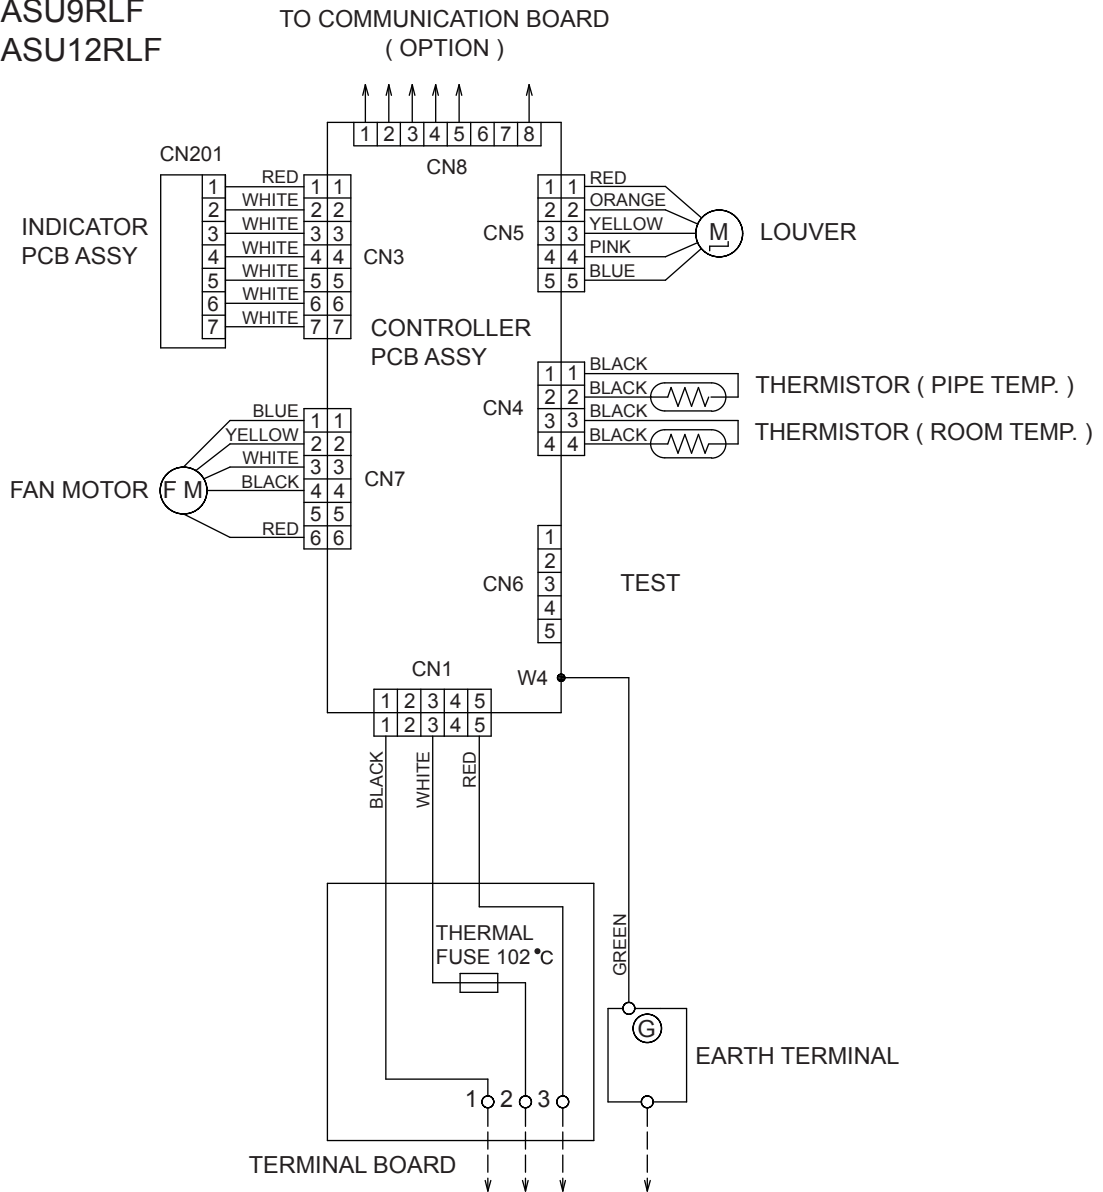 ASU9RLF
ASU12RLF
TO COMMUNICATION BOARD
( OPTION )
1 2 3 4 5 6 7 8
CN8
CN201
INDICATOR
PCB ASSY
1 RED 1 1
2 WHITE 2 2
3 WHITE 3 3
4 WHITE 4 4
5 WHITE 5 5
6 WHITE 6 6
7 WHITE 7 7
CN3
CN5
1 1 RED
2 2 ORANGE
3 3 YELLOW
4 4 PINK
5 5 BLUE
M
LOUVER
CONTROLLER
PCB ASSY
CN4
1 1 BLACK
2 2 BLACK
3 3 BLACK
4 4 BLACK
THERMISTOR ( PIPE TEMP. )
THERMISTOR ( ROOM TEMP. )
FAN MOTOR
F M
BLUE 1 1
YELLOW 2 2
WHITE 3 3
BLACK 4 4
5 5
RED 6 6
CN7
CN6
1
2
3
4
5
TEST
W4
CN1
1 2 3 4 5
1 2 3 4 5
BLACK
WHITE
RED
GREEN
THERMAL
FUSE 102°C
G
EARTH TERMINAL
1 2 3
TERMINAL BOARD